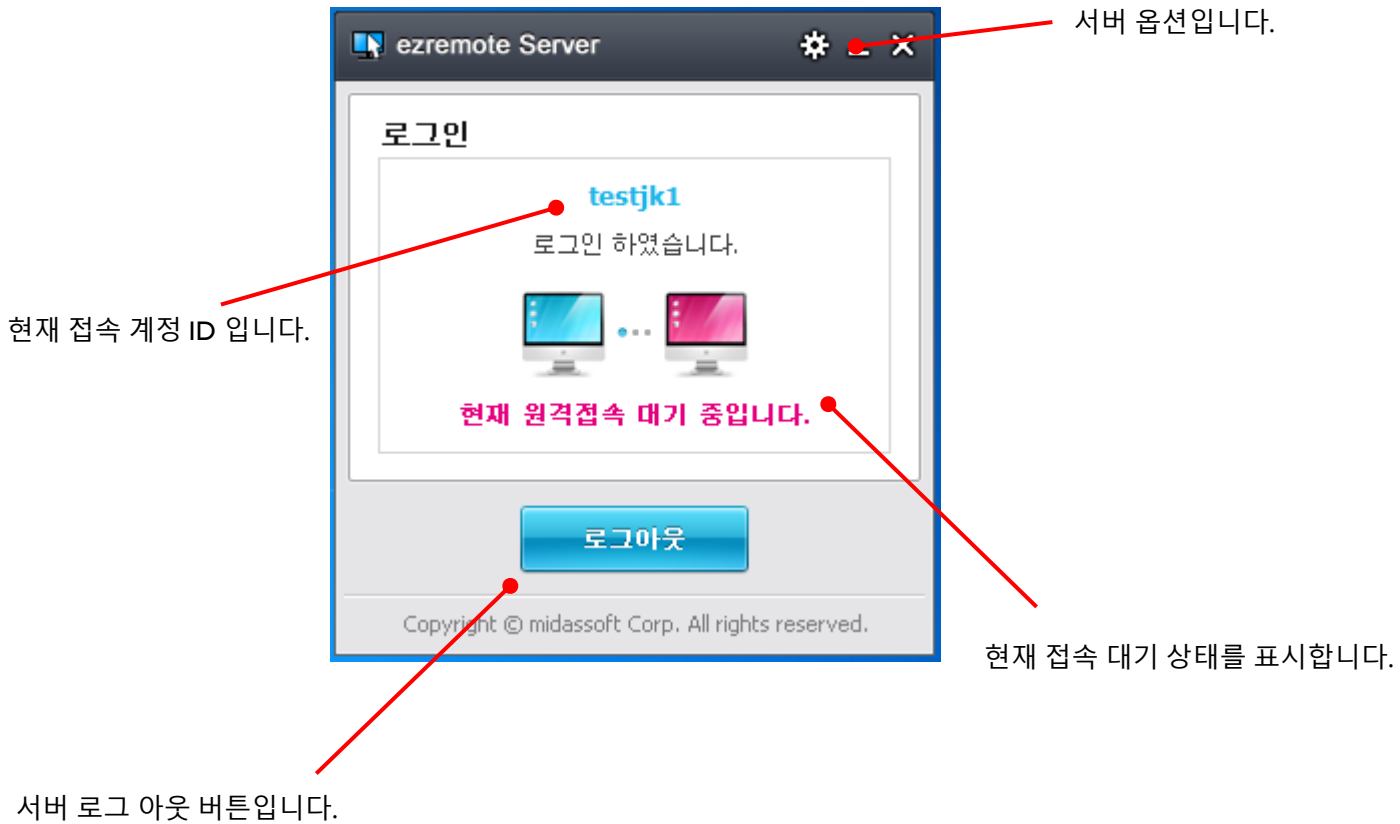 서버 옵션입니다.
ezremote Server
로그인
testjk1
로그인 하였습니다.
현재 접속 계정 ID 입니다.
현재 원격접속 대기 중입니다.
로그아웃
Copyright © midassoft Corp. All rights reserved.
현재 접속 대기 상태를 표시합니다.
서버 로그 아웃 버튼입니다.